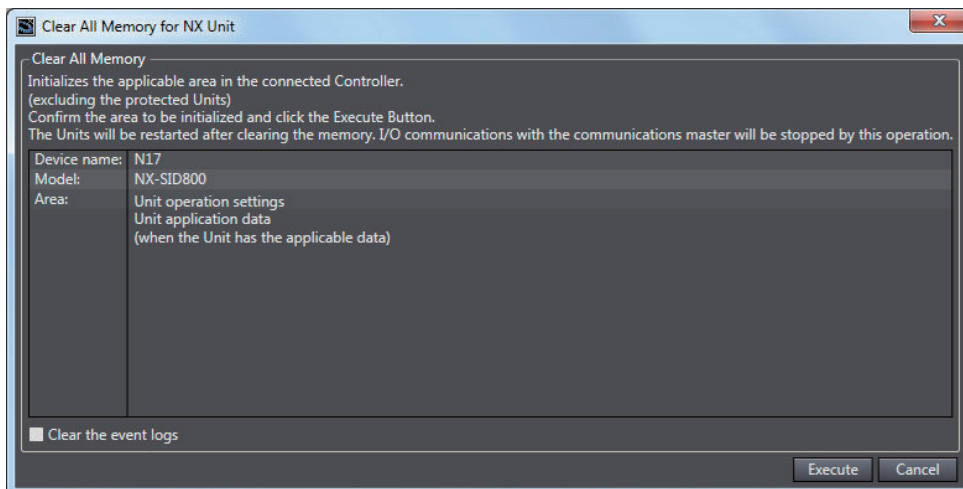 Clear All Memory for NX Unit
Clear All Memory
Initializes the applicable area in the connected Controller.
(excluding the protected Units)
Confirm the area to be initialized and click the Execute Button.
The Units will be restarted after clearing the memory. I/O communications with the communications master will be stopped by this operation.
Device name: N17
Model: NX-SID800
Area: Unit operation settings
Unit application data
(when the Unit has the applicable data)
Clear the event logs
Execute Cancel